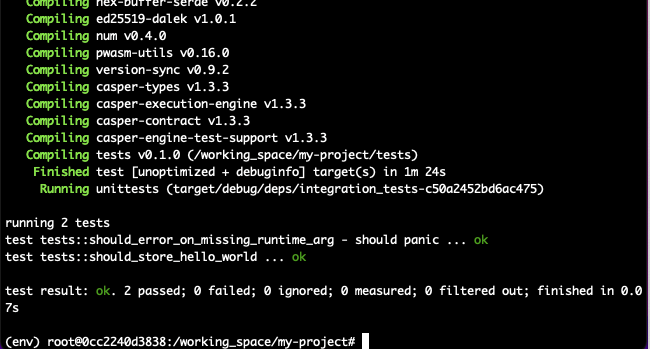 Compiling hex-buffer-serde v0.2.2
Compiling ed25519-dalek v1.0.1
Compiling num v0.4.0
Compiling pwasm-utils v0.16.0
Compiling version-sync v0.9.2
Compiling casper-types v1.3.3
Compiling casper-execution-engine v1.3.3
Compiling casper-contract v1.3.3
Compiling casper-engine-test-support v1.3.3
Compiling tests v0.1.0 (/working_space/my-project/tests)
Finished test [unoptimized + debuginfo] target(s) in 1m 24s
Running unittests (target/debug/deps/integration_tests-c50a2452bd6ac475)
running 2 tests
test tests::should_error_on_missing_runtime_arg - should panic ... ok
test tests::should_store_hello_world ... ok
test result: ok. 2 passed; 0 failed; 0 ignored; 0 measured; 0 filtered out; finished in 0.0
7s
(env) root@0cc2240d3838:/working_space/my-project#